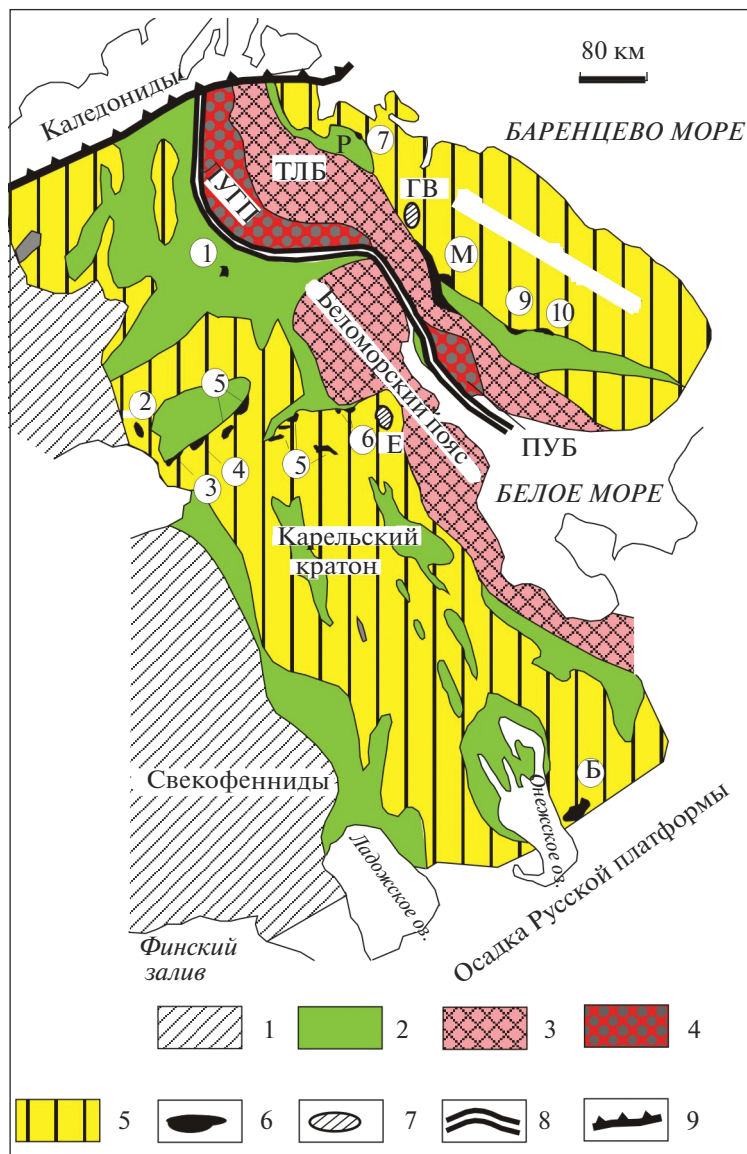 80 км
Каледониды
БАРЕНЦЕВО МОРЕ
Р
7
ТЛБ
ГВ
УГП
1
М
9
10
Беломорский пояс
5
2
6
Е
ПУБ
5
4
3
БЕЛОЕ МОРЕ
Карельский
кратон
Свекофенниды
Б
Онежское оз.
Ладожское оз.
Осадка Русской платформы
Финский
залив
1
2
3
4
5
6
7
8
9